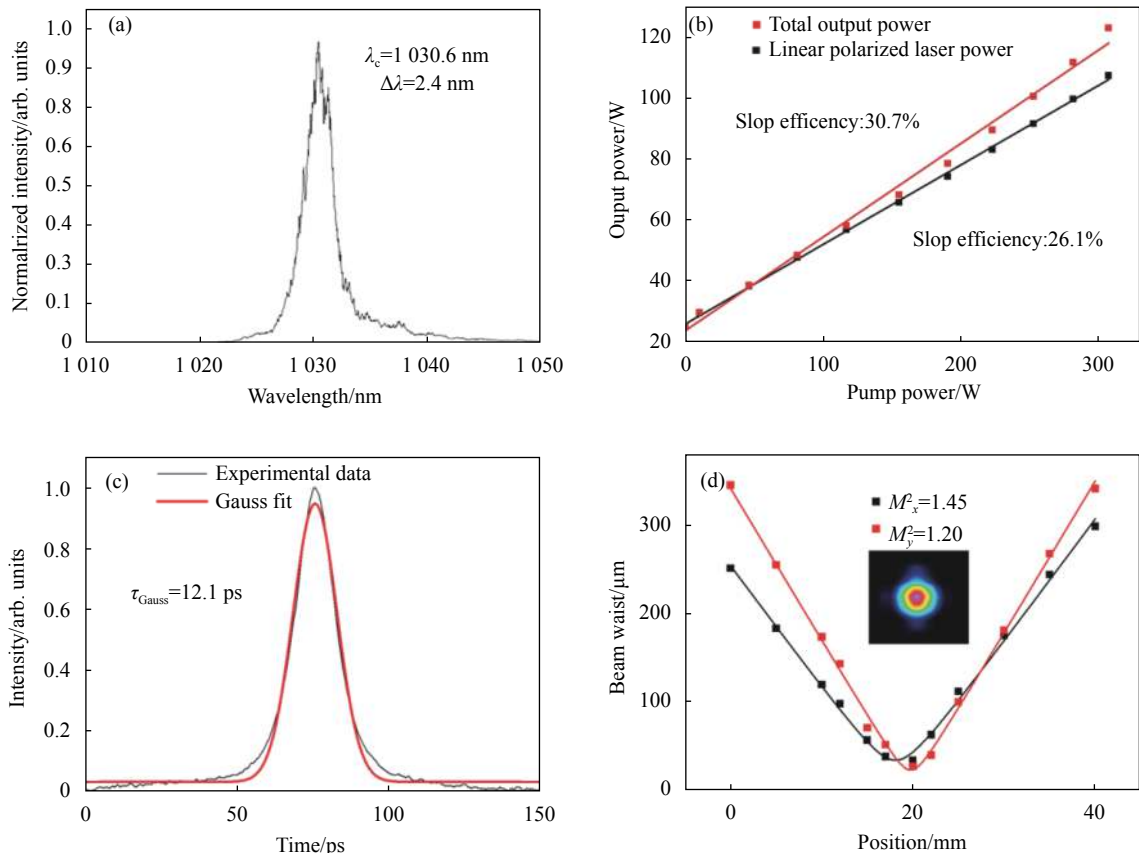 (a)
λc=1 030.6 nm
Δλ=2.4 nm
Normalrized intensity/arb. units
1.0
0.9
0.8
0.6
0.5
0.4
0.3
0.1
0
1 010
1 020
1 030
1 040
1 050
Wavelength/nm
(b)
Total output power
Linear polarized laser power
Slop efficency:30.7%
Slop efficiency:26.1%
Ouput power/W
120
100
80
60
40
20
0
100
200
300
Pump power/W
(c)
Experimental data
Gauss fit
τGauss=12.1 ps
Intensity/arb. units
1.0
0.8
0.6
0.4
0.2
0
0
50
100
150
Time/ps
(d)
M²x=1.45
M²y=1.20
Beam waist/μm
300
200
100
0
0
20
40
Position/mm